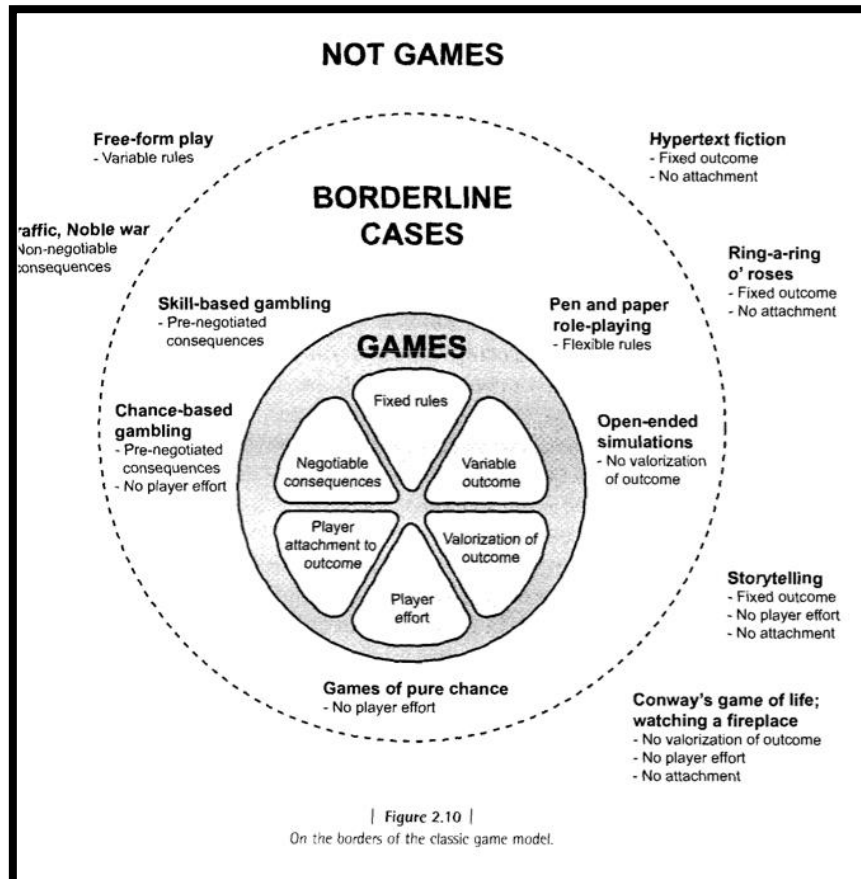 NOT GAMES
Free-form play
- Variable rules
Hypertext fiction
- Fixed outcome
- No attachment
BORDERLINE
CASES
raffic, Noble war
Non-negotiable
consequences
Ring-a-ring
o' roses
- Fixed outcome
- No attachment
Skill-based gambling
- Pre-negotiated
consequences
Pen and paper
role-playing
- Flexible rules
GAMES
Fixed rules
Chance-based
gambling
- Pre-negotiated
consequences
- No player effort
Negotiable
consequences
Variable
outcome
Open-ended
simulations
- No valorization
of outcome
Player
attachment to
outcome
Valorization of
outcome
Player
effort
Storytelling
- Fixed outcome
- No player effort
- No attachment
Games of pure chance
- No player effort
Conway's game of life;
watching a fireplace
- No valorization of outcome
- No player effort
- No attachment
| Figure 2.10 |
On the borders of the classic game model.